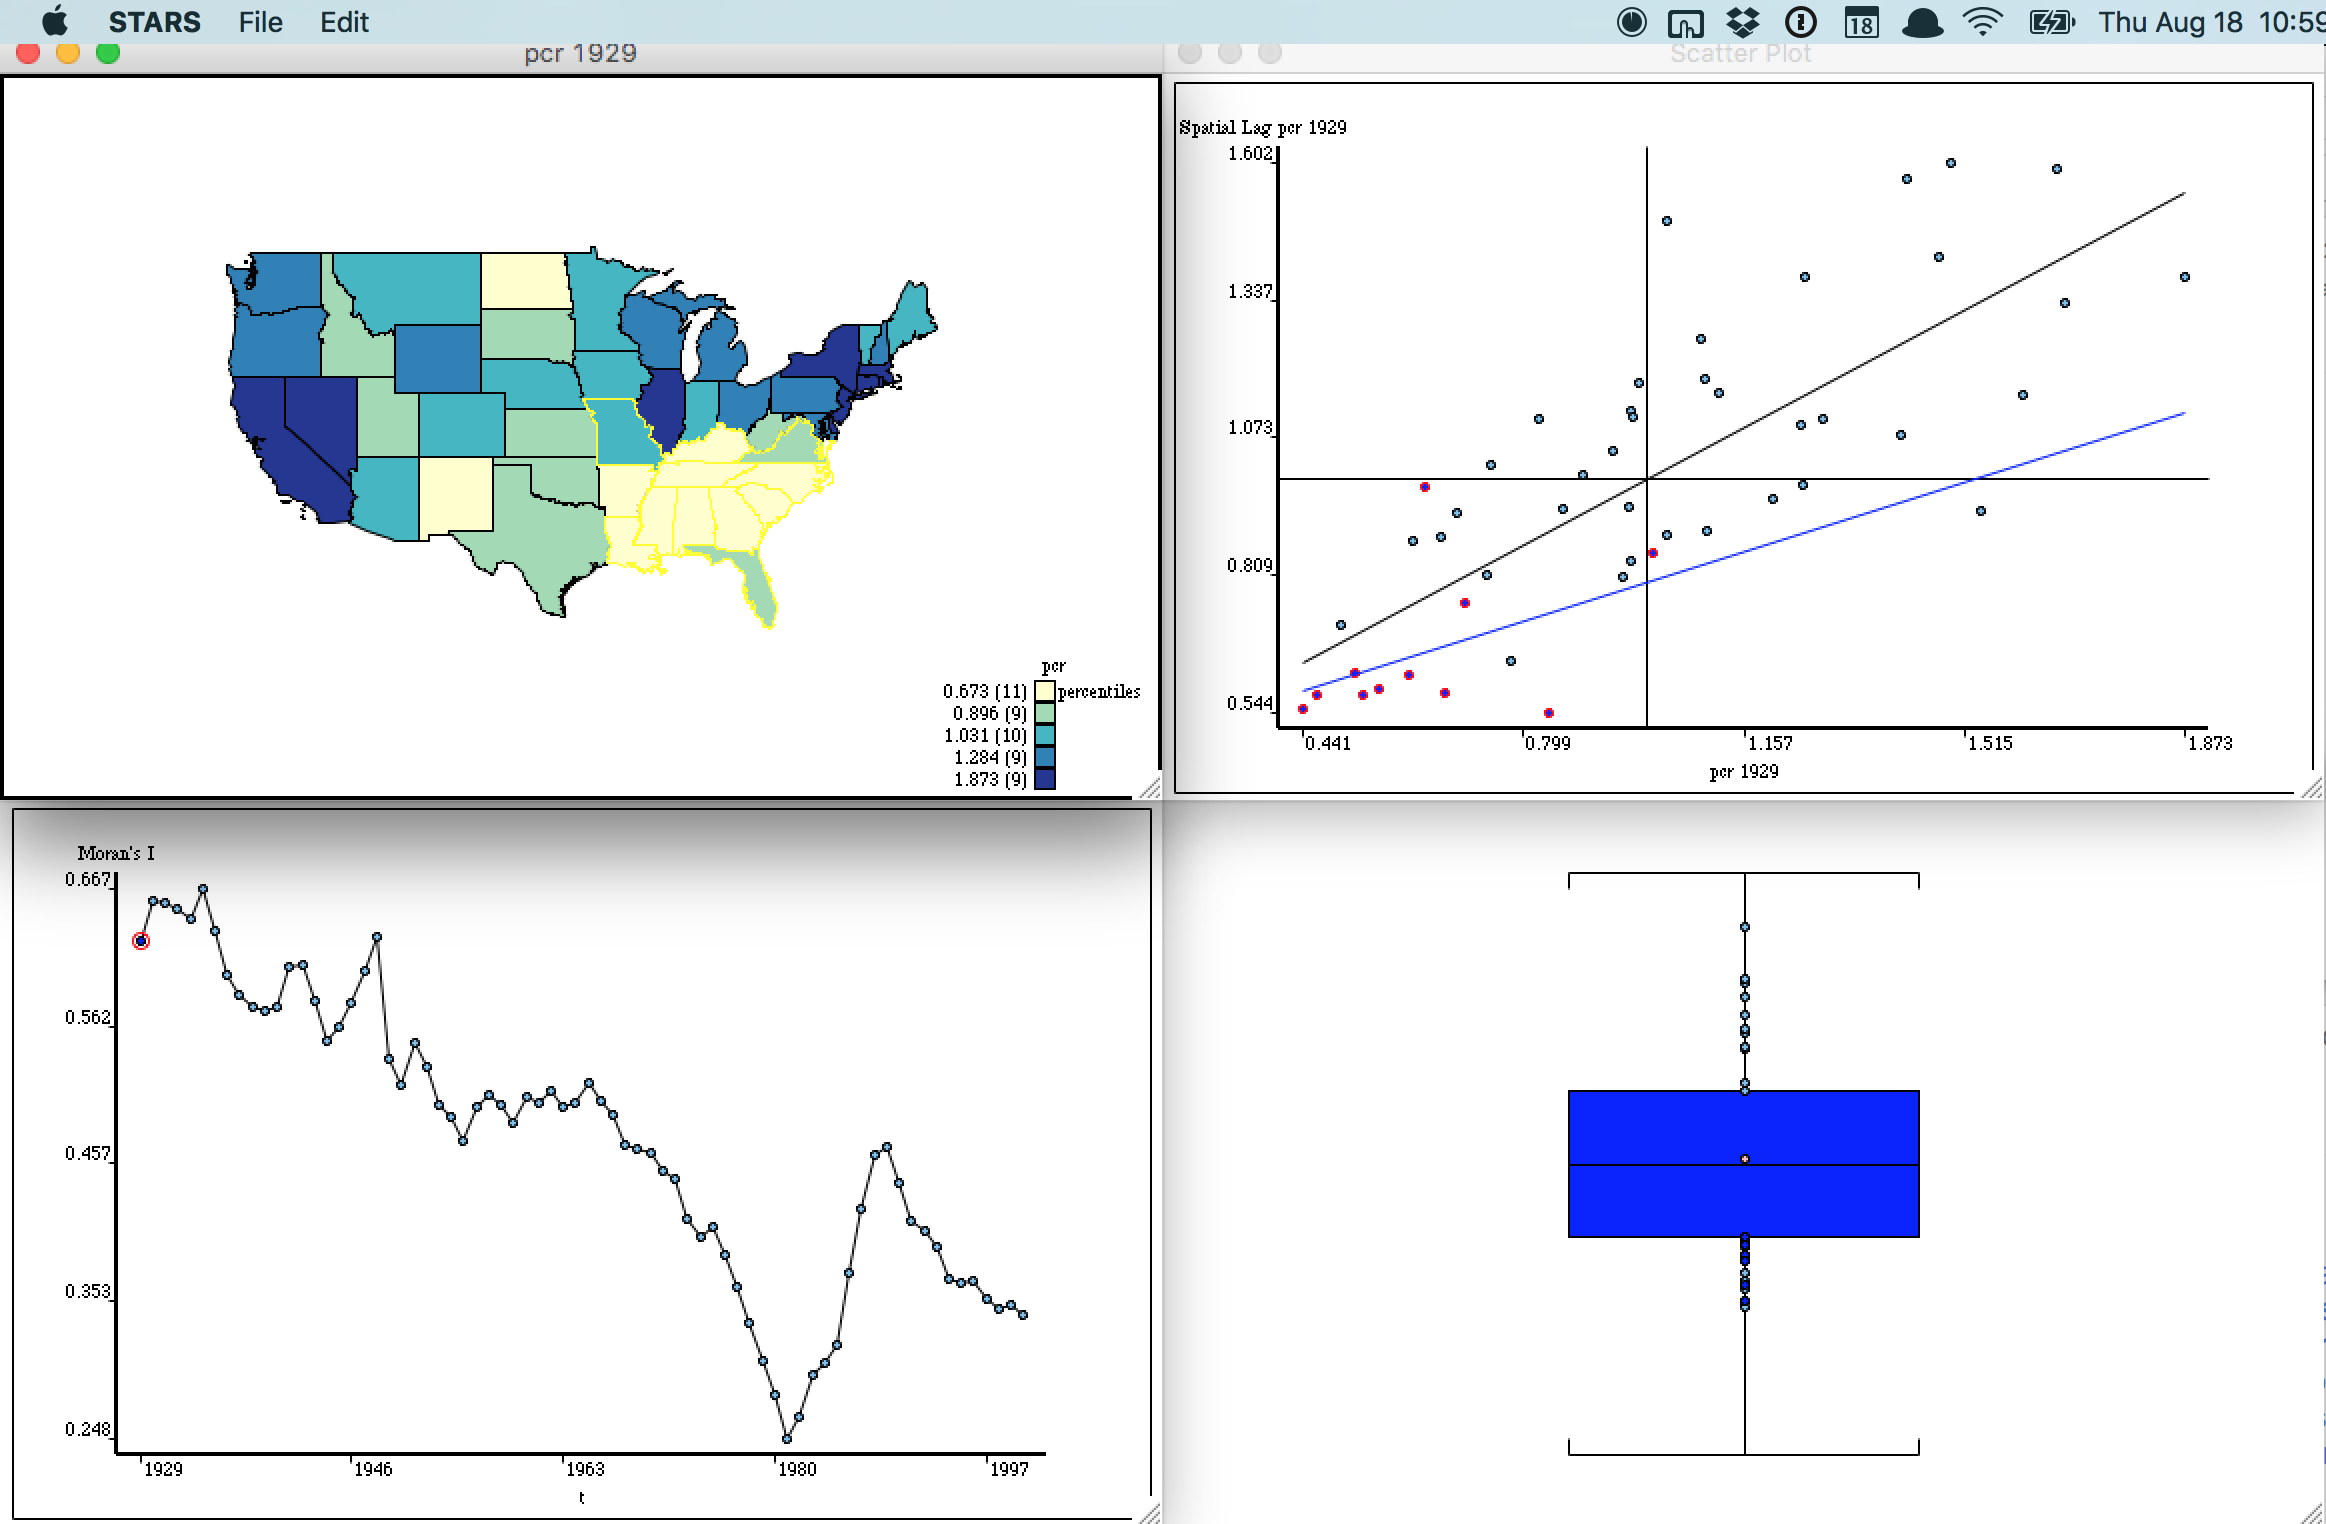 STARS File Edit
18
Thu Aug 18 10:59
pcr 1929
pcr
0.673 (11) percentiles
0.896 (9)
1.031 (10)
1.284 (9)
1.873 (9)
Scatter Plot
Spatial Lag pcr 1929
1.602
1.337
1.073
0.809
0.544
0.441 0.799 1.157 1.515 1.873
pcr 1929
Moran's I
0.667
0.562
0.457
0.353
0.248
1929 1946 1963 1980 1997
t